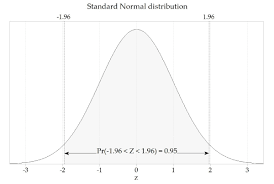 Standard Normal distribution
-1.96 1.96
Pr(-1.96 < Z < 1.96) = 0.95
-3 -2 -1 0 1 2 3
z